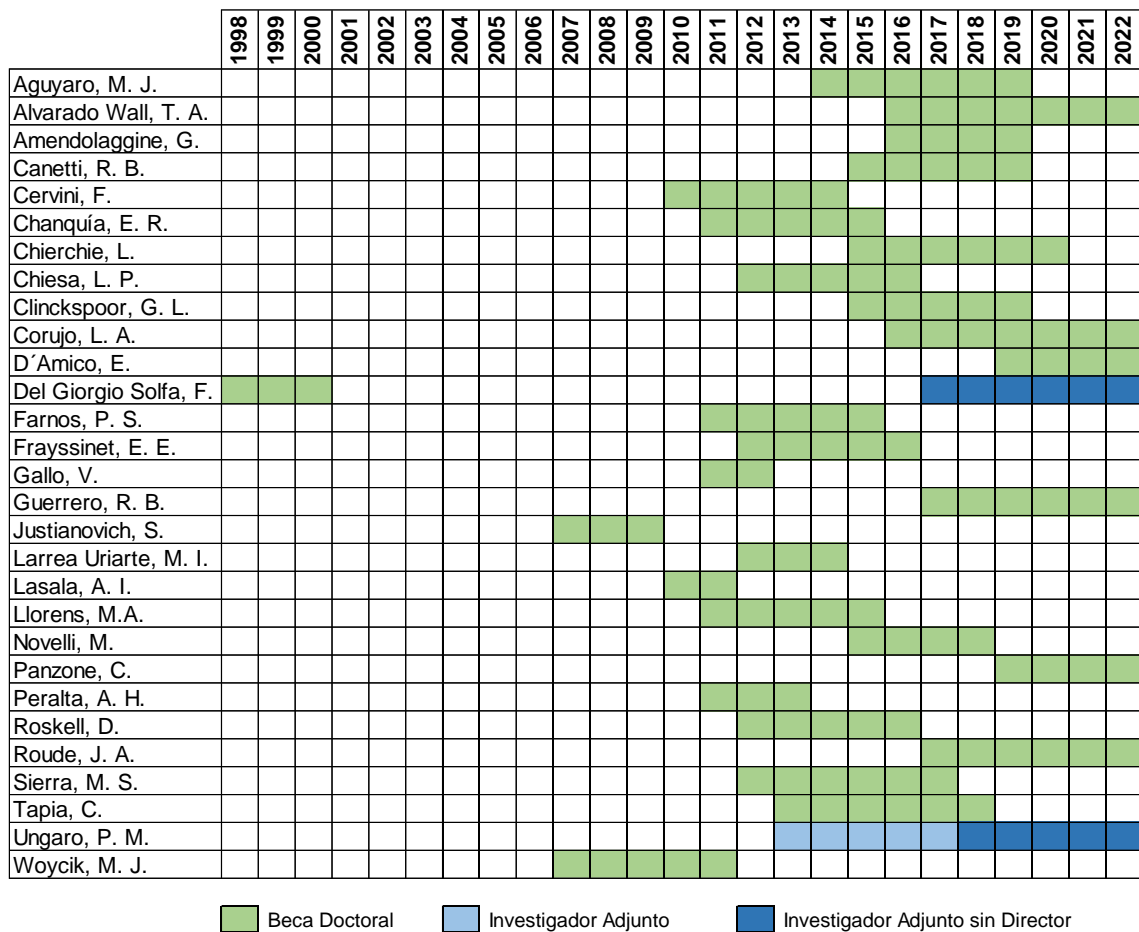 1998 1999 2000 2001 2002 2003 2004 2005 2006 2007 2008 2009 2010 2011 2012 2013 2014 2015 2016 2017 2018 2019 2020 2021 2022
Aguyaro, M. J.
Alvarado Wall, T. A.
Amendolaggine, G.
Canetti, R. B.
Cervini, F.
Chanquía, E. R.
Chierchie, L.
Chiesa, L. P.
Clinckspoor, G. L.
Corujo, L. A.
D´Amico, E.
Del Giorgio Solfa, F.
Farnos, P. S.
Frayssinet, E. E.
Gallo, V.
Guerrero, R. B.
Justianovich, S.
Larrea Uriarte, M. I.
Lasala, A. I.
Llorens, M.A.
Novelli, M.
Panzone, C.
Peralta, A. H.
Roskell, D.
Roude, J. A.
Sierra, M. S.
Tapia, C.
Ungaro, P. M.
Woycik, M. J.
Beca Doctoral Investigador Adjunto Investigador Adjunto sin Director